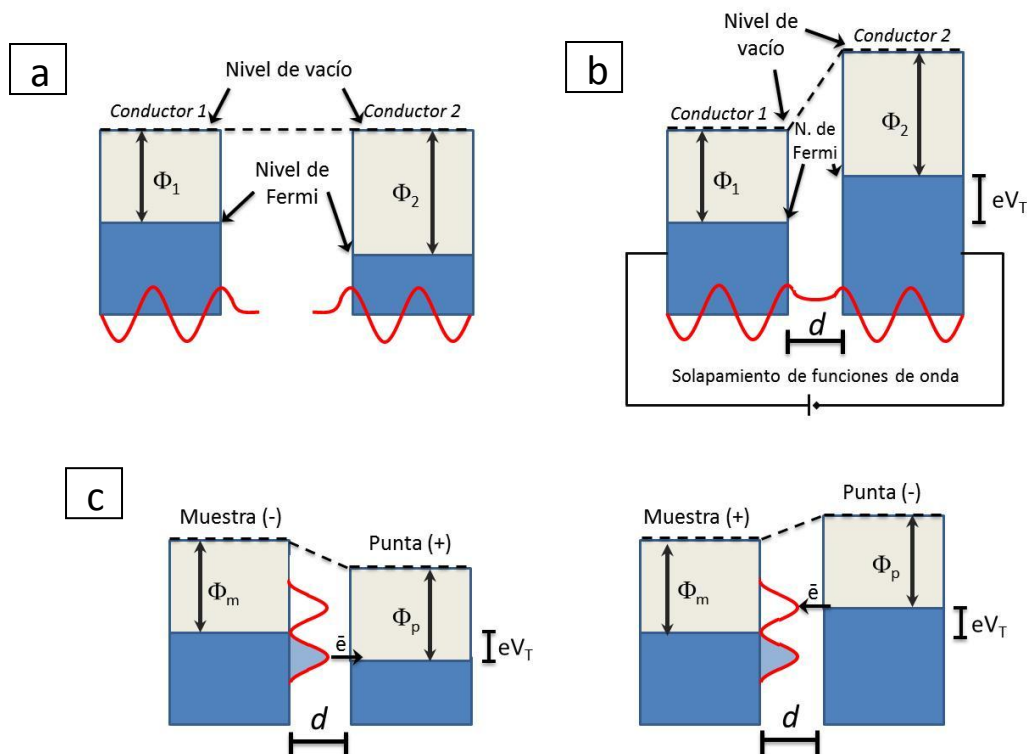 a
Nivel de vacío
Conductor 1
Conductor 2
Φ1
Nivel de
Fermi
Φ2
b
Nivel de
vacío
Conductor 2
Conductor 1
N. de
Fermi
Φ1
Φ2
eVT
d
Solapamiento de funciones de onda
c
Muestra (-)
Punta (+)
Φm
Φp
ē
eVT
d
Muestra (+)
Punta (-)
Φm
Φp
ē
eVT
d